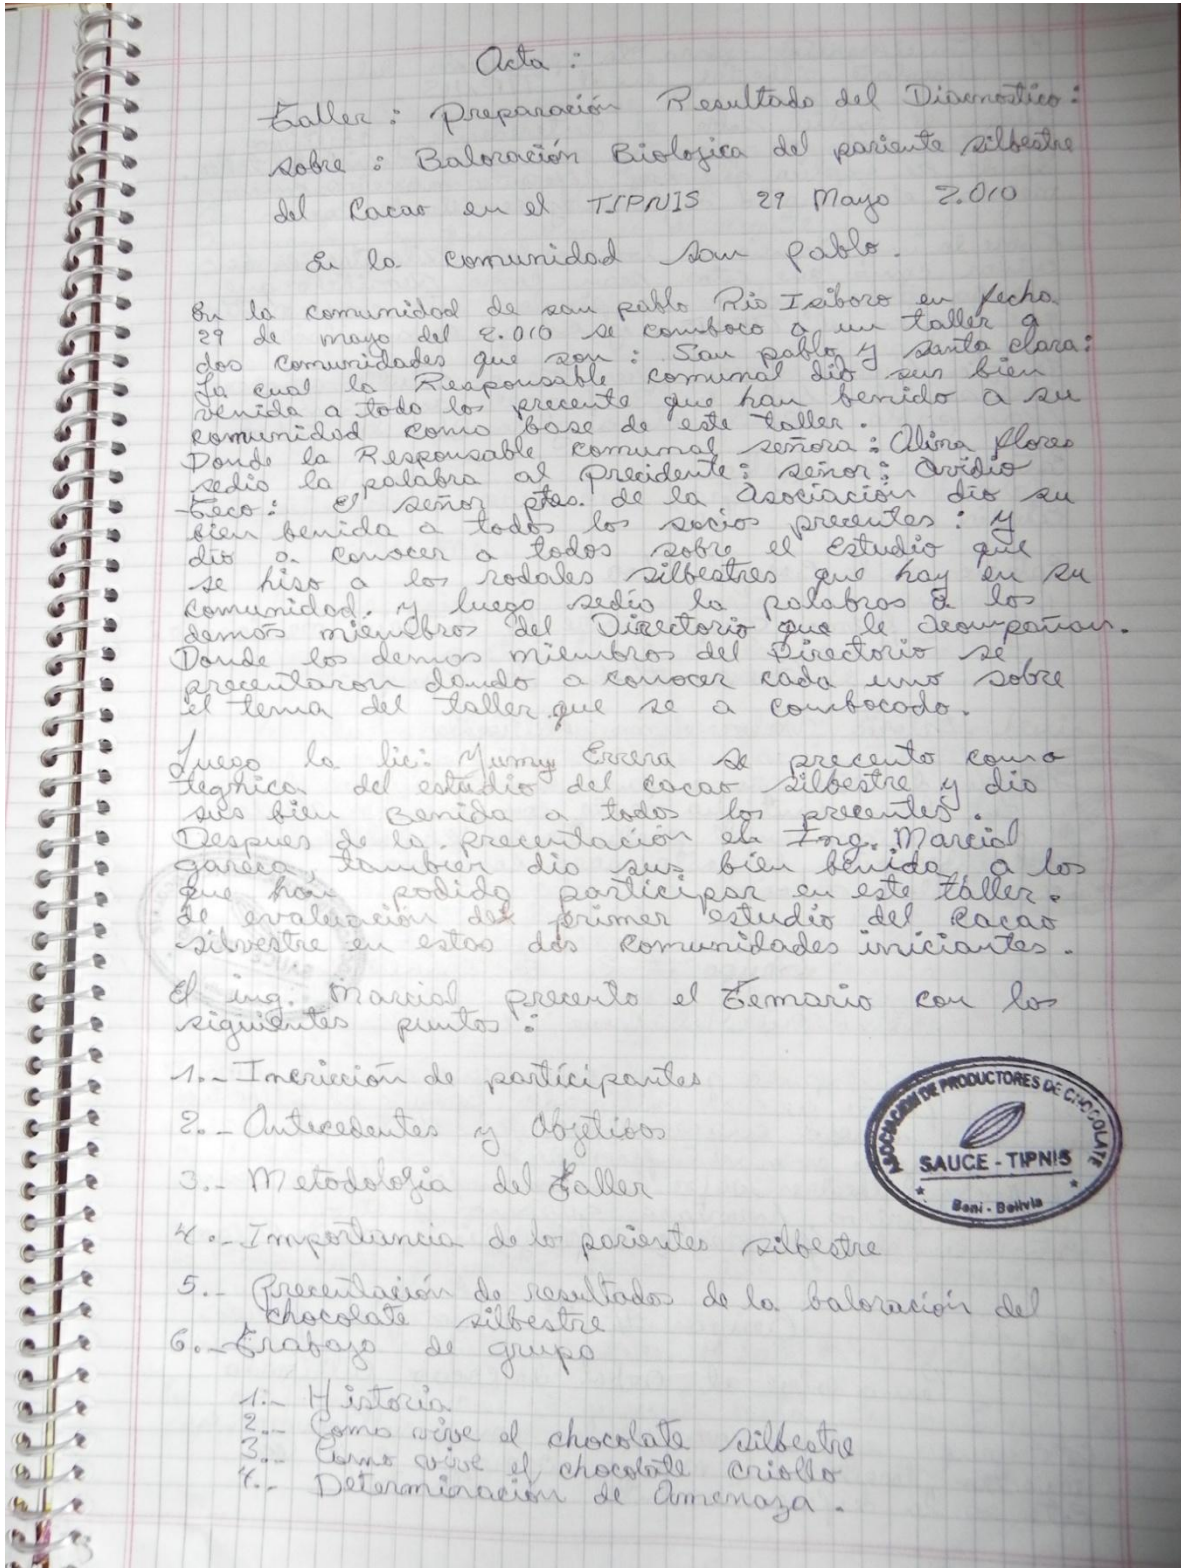 Acta :
Taller : Preparación Resultado del Diacnostico :
sobre : Baloración Biologica del pariente silbestre
del Cacao en el TIPNIS 29 Mayo 2.010
En la comunidad san pablo.
En la comunidad de san pablo Rio Isiboro en fecha
29 de mayo del 2.010 se comboco a un taller a
dos comunidades que son : San pablo y santa clara :
La cual la Responsable comunal dio sus bien
venida a todo los precente que han benido a su
comunidad como base de este taller.
Donde la Responsable comunal señora : Alina flores
sedio la palabra al precidente : señor : Ovidio
Teco : El señor ptes. de la asociación dio su
bien benida a todos los socios precentes : y
dio a conocer a todos sobre el estudio que
se hiso a los rodales silbestres que hay en su
comunidad. y luego sedio la palabras a los
demás miembros del Directorio que le acompañan.
Donde los demas miembros del Directorio se
precentaron dando a conocer cada uno sobre
el tema del taller que se a combocado.
Luego la lic: Yumy Errera se precento como
tegnica del estudio del cacao silbestre y dio
sus bien Benida a todos los precentes.
Despues de la precentación el Ing. Marcial
garcia, tambien dio sus bien benida a los
que han podido participar en este taller.
de evaluación del primer estudio del Cacao
silvestre en estas dos comunidades iniciantes.
El ing. Marcial precento el Temario con los
siguientes puntos :
1.- Incrición de participantes
2.- Antecedentes y Objetivos
3.- Metodologia del Taller
4.- Importancia de los parientes silbestre
5.- Precentación de resultados de la baloración del
chocolate silbestre
6.- Trabajo de grupo
1.- Historia
2.- Como vive el chocolate silbestre
3.- Como vive el chocolate criollo
4.- Determinación de Amenaza.
ASOCIACION DE PRODUCTORES DE CHOCOLATE
SAUCE - TIPNIS
Beni - Bolivia